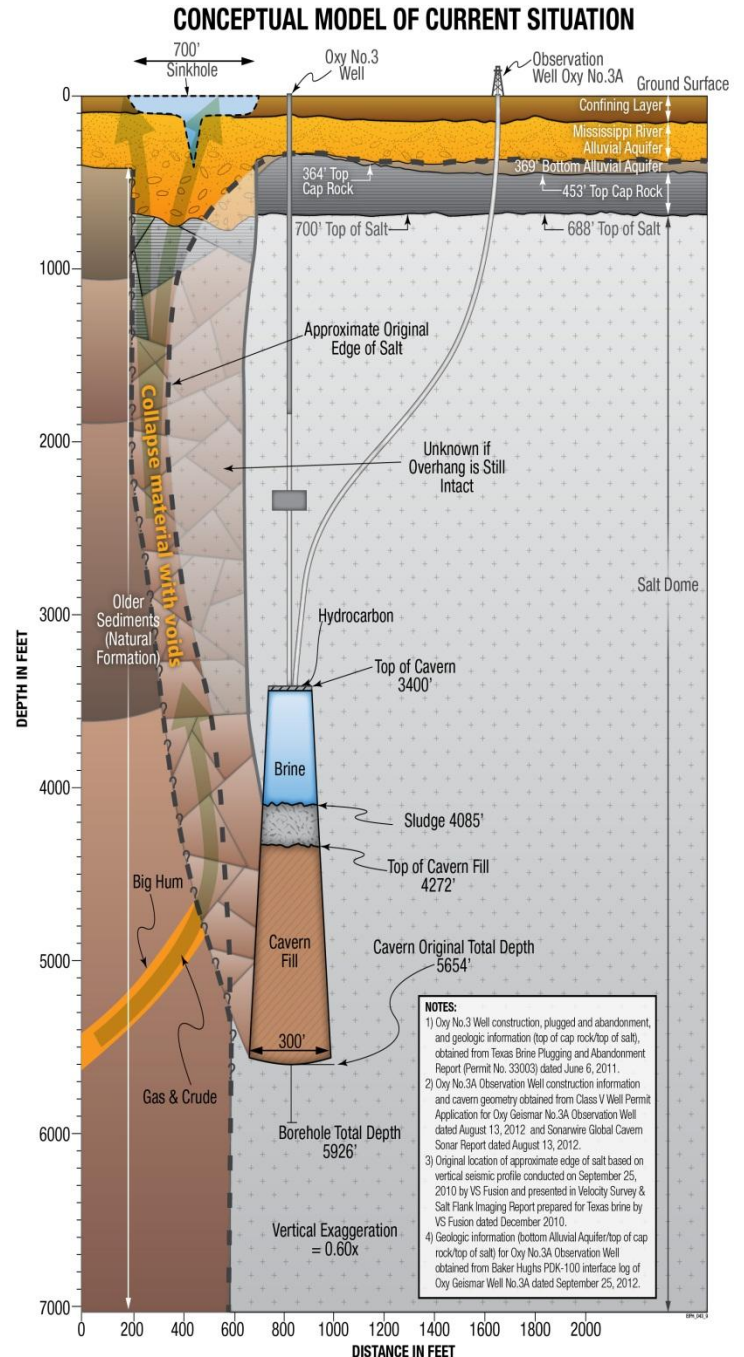 CONCEPTUAL MODEL OF CURRENT SITUATION
700'
Sinkhole
Oxy No.3
Well
Observation
Well Oxy No.3A
Ground Surface
0
Confining Layer
Mississippi River
Alluvial Aquifer
369' Bottom Alluvial Aquifer
364' Top
Cap Rock
453' Top Cap Rock
700' Top of Salt
688' Top of Salt
1000
Approximate Original
Edge of Salt
Collapse material with voids
2000
Unknown if
Overhang is Still
Intact
Salt Dome
3000
Older
Sediments
(Natural
Formation)
Hydrocarbon
Top of Cavern
3400'
DEPTH IN FEET
Brine
4000
Sludge 4085'
Top of Cavern Fill
4272'
Big Hum
Cavern
Fill
Cavern Original Total Depth
5654'
5000
300'
Gas & Crude
Borehole Total Depth
5926'
6000
Vertical Exaggeration
= 0.60x
NOTES:
1) Oxy No.3 Well construction, plugged and abandonment,
and geologic information (top of cap rock/top of salt),
obtained from Texas Brine Plugging and Abandonment
Report (Permit No. 33003) dated June 6, 2011.
2) Oxy No.3A Observation Well construction information
and cavern geometry obtained from Class V Well Permit
Application for Oxy Geismar No.3A Observation Well
dated August 13, 2012 and Sonarwire Global Cavern
Sonar Report dated August 13, 2012.
3) Original location of approximate edge of salt based on
vertical seismic profile conducted on September 25,
2010 by VS Fusion and presented in Velocity Survey &
Salt Flank Imaging Report prepared for Texas brine by
VS Fusion dated December 2010.
4) Geologic information (bottom Alluvial Aquifer/top of cap
rock/top of salt) for Oxy No.3A Observation Well
obtained from Baker Hughs PDK-100 interface log of
Oxy Geismar Well No.3A dated September 25, 2012.
7000
0 200 400 600 800 1000 1200 1400 1600 1800 2000
DISTANCE IN FEET